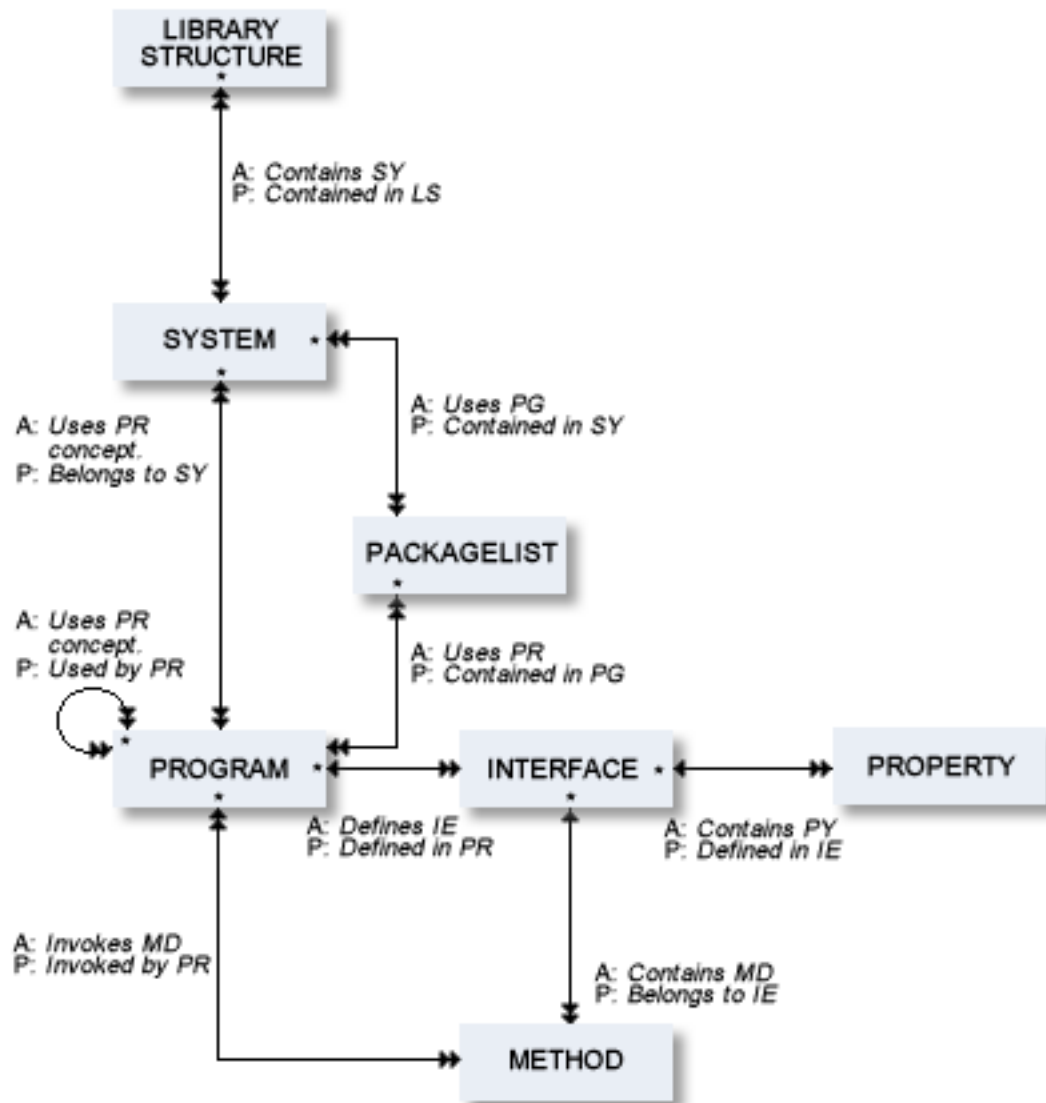 LIBRARY
STRUCTURE
*
A: Contains SY
P: Contained in LS
SYSTEM *
*
A: Uses PR
concept.
P: Belongs to SY
A: Uses PG
P: Contained in SY
PACKAGELIST
*
A: Uses PR
concept.
P: Used by PR
A: Uses PR
P: Contained in PG
*
PROGRAM *
*
INTERFACE *
*
PROPERTY
A: Defines IE
P: Defined in PR
A: Contains PY
P: Defined in IE
A: Invokes MD
P: Invoked by PR
A: Contains MD
P: Belongs to IE
METHOD